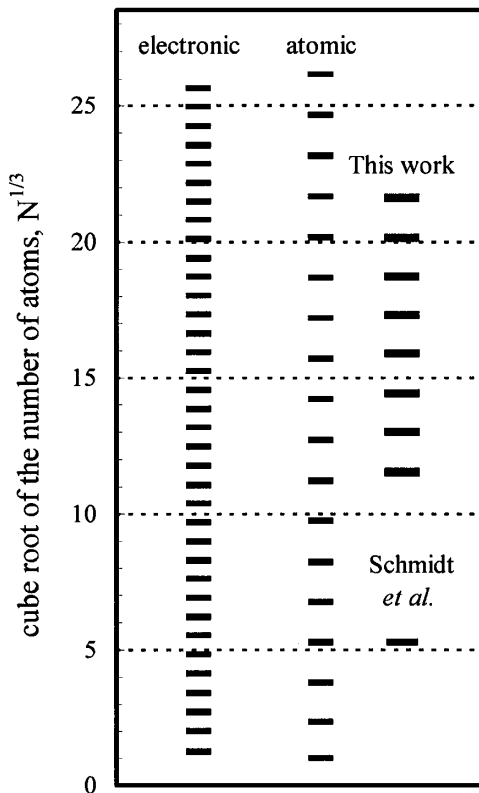 electronic
atomic
25
This work
20
15
10
Schmidt
et al.
5
0
cube root of the number of atoms, N^1/3